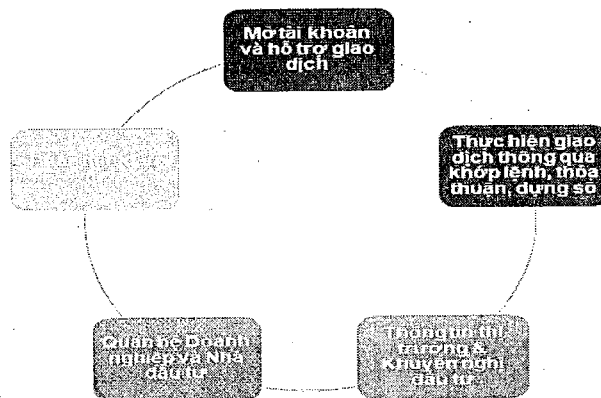 Mở tài khoản
và hỗ trợ giao
dịch
Thực hiện giao
dịch thông qua
khớp lệnh, thỏa
thuận, dựng sổ
Thông tin thị
trường &
Khuyến nghị
đầu tư
Quan hệ Doanh
nghiệp và Nhà
đầu tư